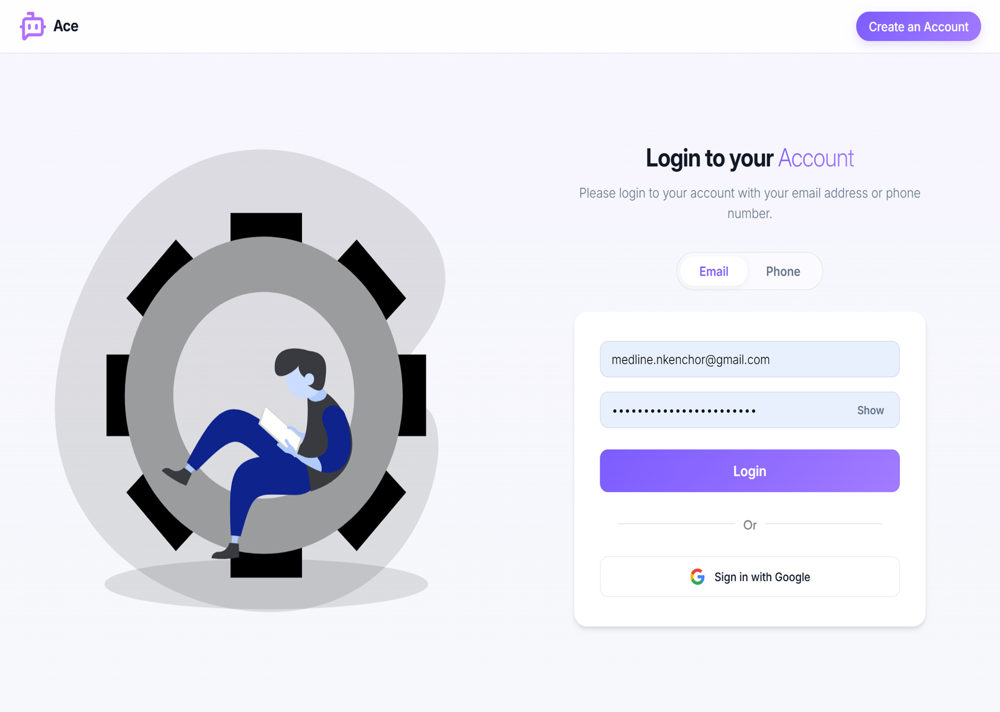 Ace
Create an Account
Login to your Account
Please login to your account with your email address or phone
number.
Email
Phone
medline.nkenchor@gmail.com
•••••••••••••••••••••••
Show
Login
Or
Sign in with Google